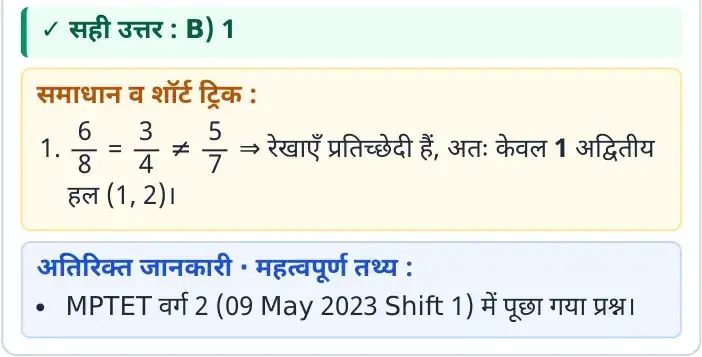 ✓ सही उत्तर : B) 1
समाधान व शॉर्ट ट्रिक :
1. 6/8 = 3/4 ≠ 5/7 ⇒ रेखाएँ प्रतिच्छेदी हैं, अतः केवल 1 अद्वितीय
हल (1, 2)।
अतिरिक्त जानकारी · महत्वपूर्ण तथ्य :
• MPTET वर्ग 2 (09 May 2023 Shift 1) में पूछा गया प्रश्न।